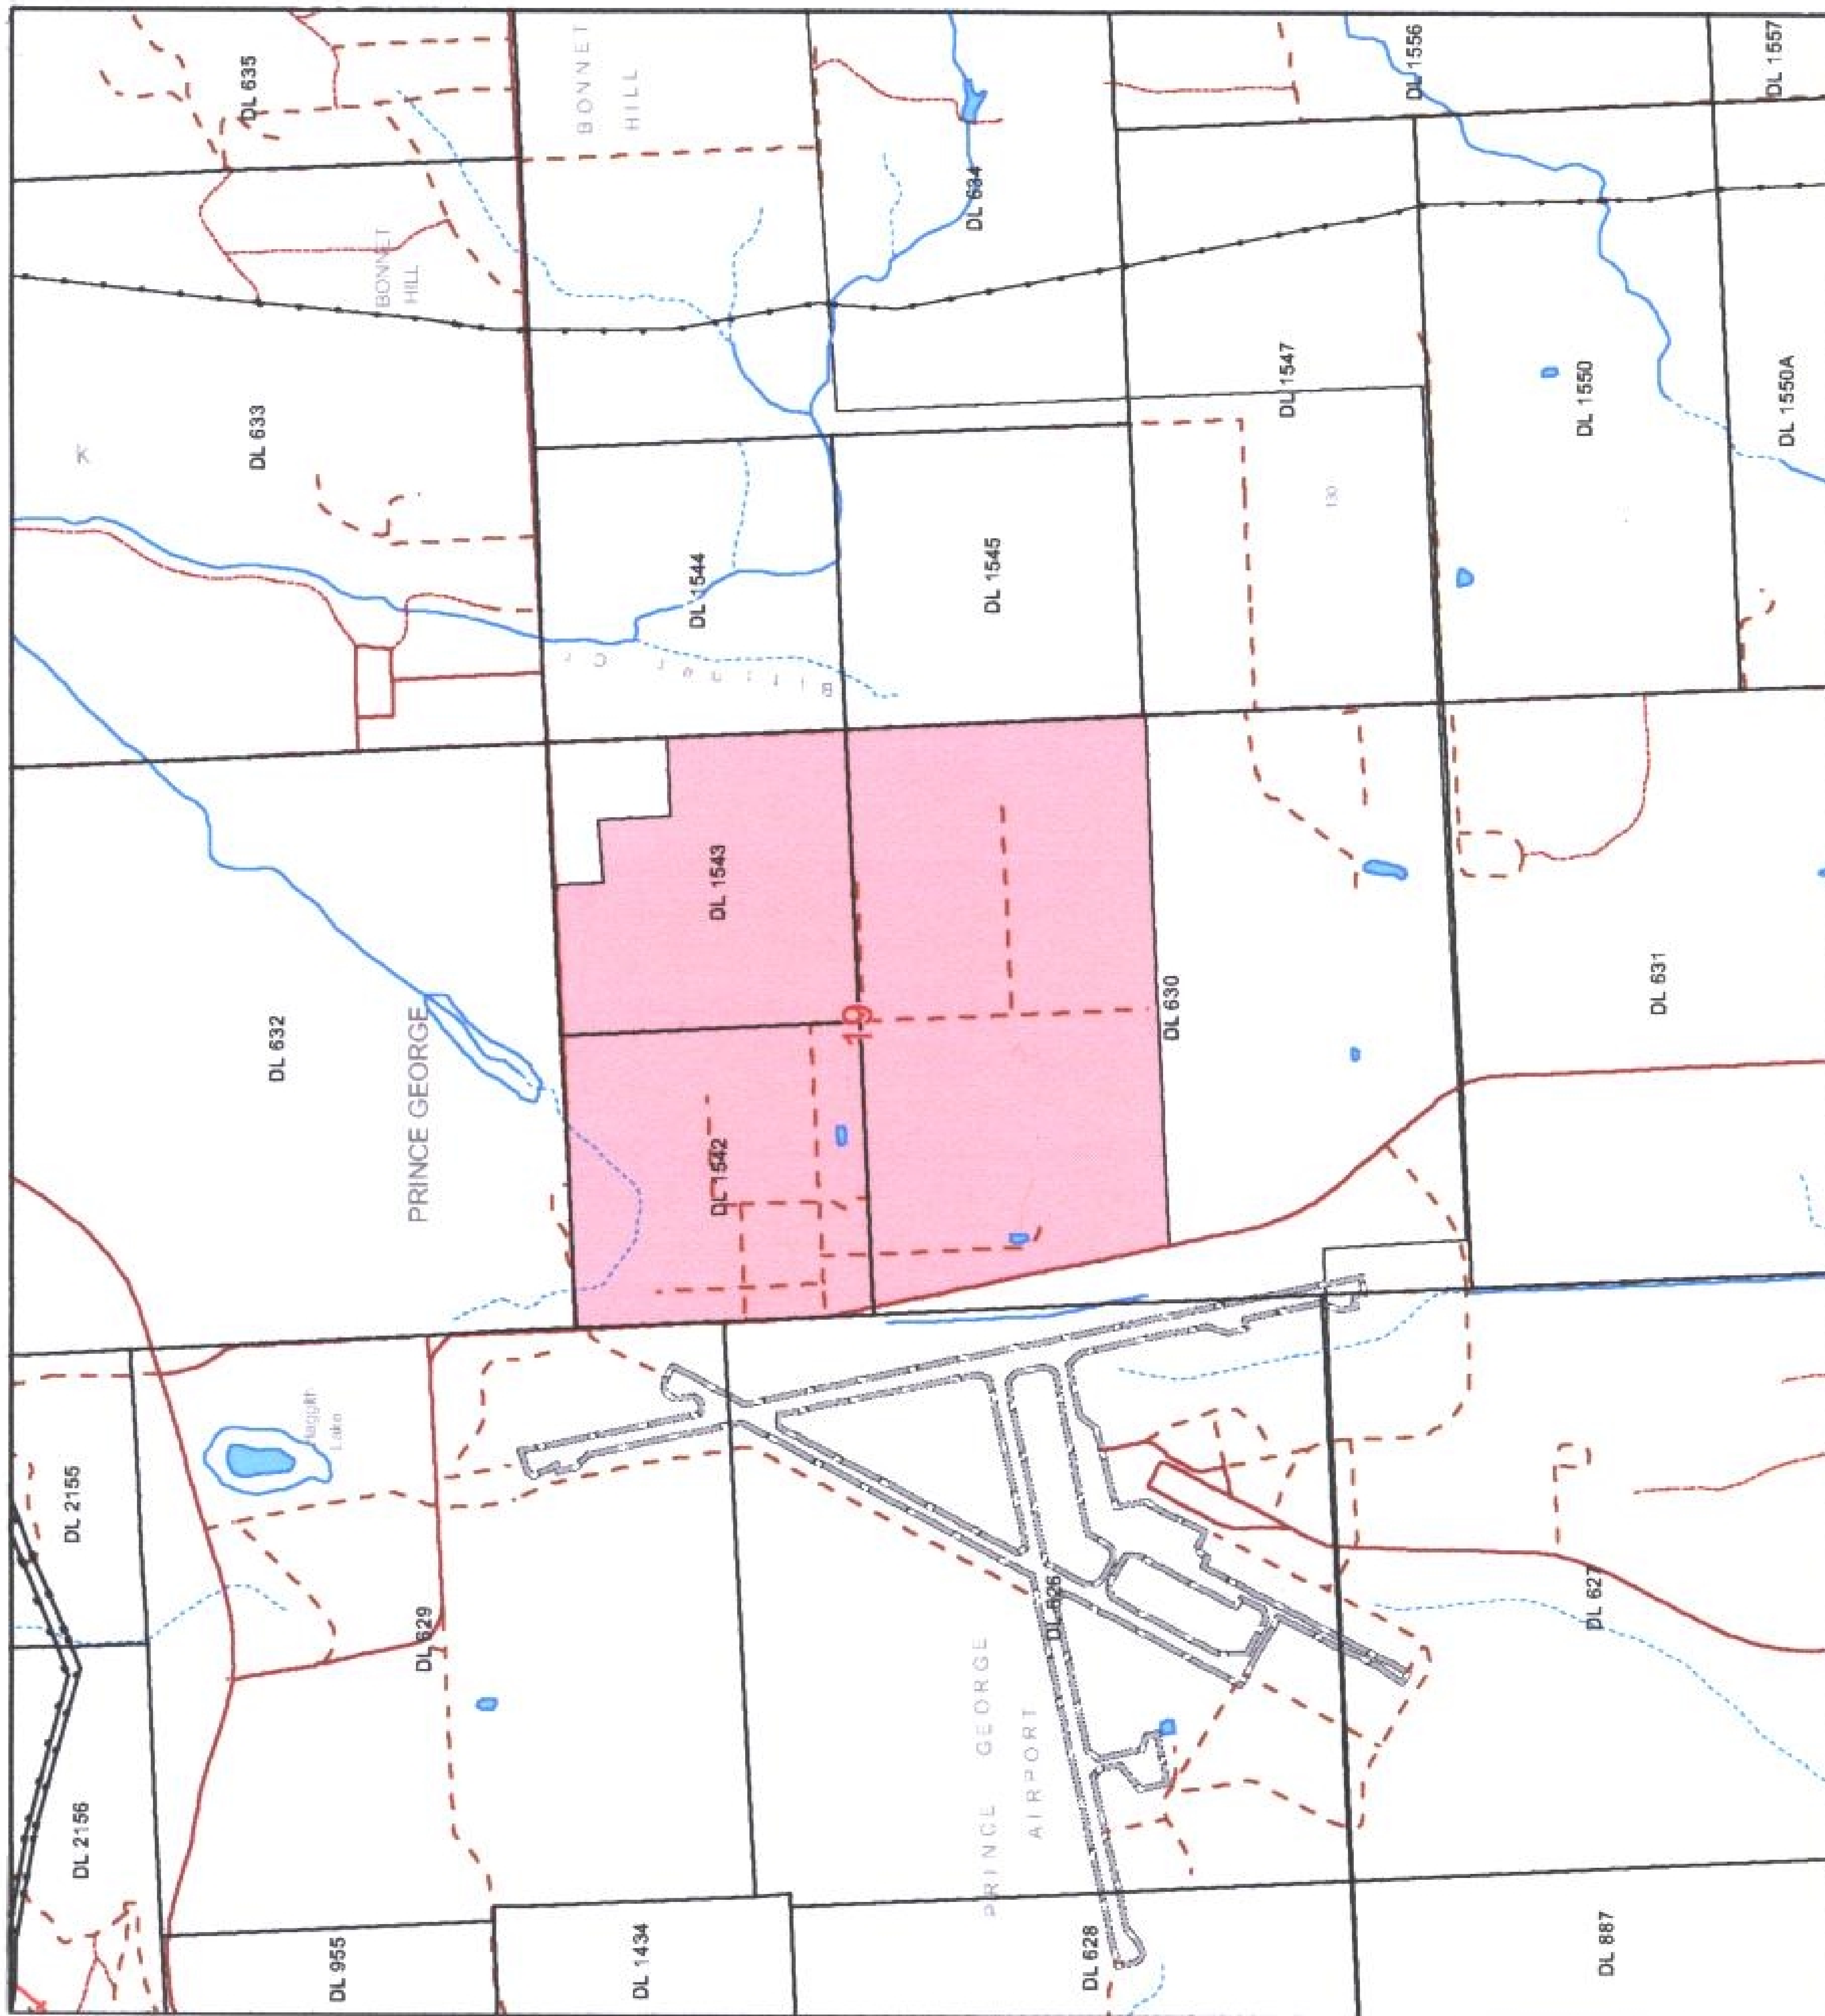 DL 2156
DL 2155
DL 632
DL 633
DL 635
K
BONNET
HILL
PRINCE GEORGE
Haggith
Lake
DL 955
DL 629
BONNET
HILL
DL 1434
DL 1542
DL 1543
DL 1544
19
DL 634
DL 1545
PRINCE GEORGE
AIRPORT
DL 626
DL 628
DL 630
DL 1547
130
DL 1556
DL 887
DL 627
DL 631
DL 1550
DL 1550A
DL 1557